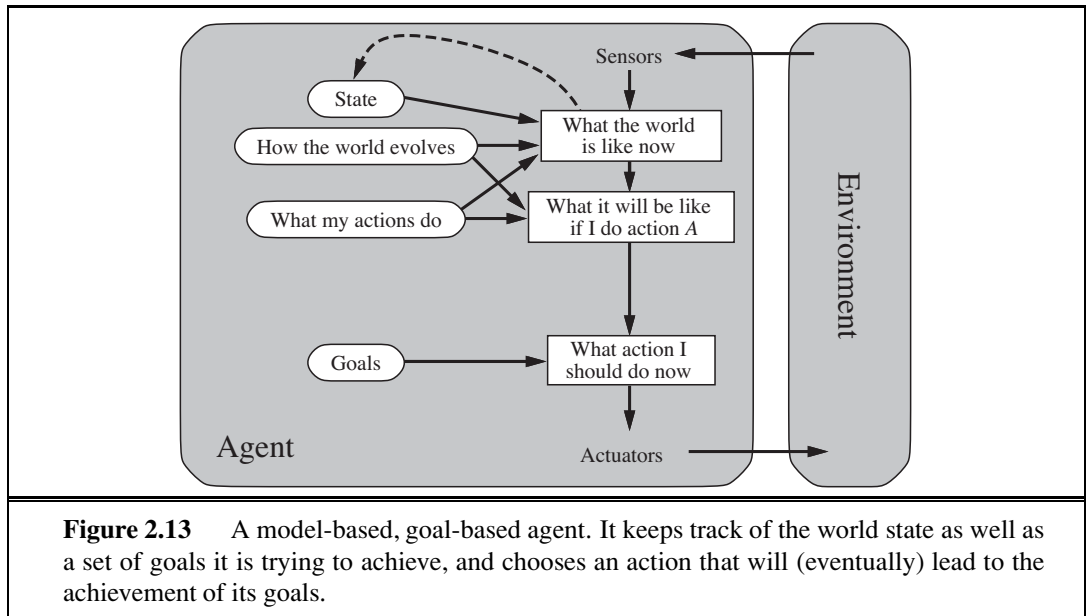 Sensors
State
What the world
is like now
How the world evolves
What my actions do
What it will be like
if I do action A
Goals
What action I
should do now
Agent
Actuators
Environment
Figure 2.13 A model-based, goal-based agent. It keeps track of the world state as well as
a set of goals it is trying to achieve, and chooses an action that will (eventually) lead to the
achievement of its goals.